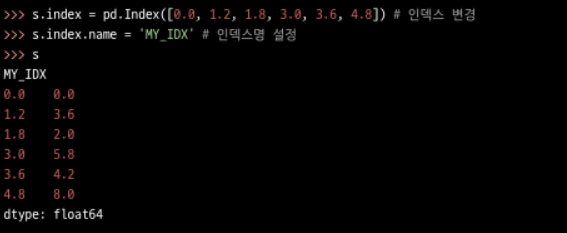 >>> s.index = pd.Index([0.0, 1.2, 1.8, 3.0, 3.6, 4.8]) # 인덱스 변경
>>> s.index.name = 'MY_IDX' # 인덱스명 설정
>>> s
MY_IDX
0.0    0.0
1.2    3.6
1.8    2.0
3.0    5.8
3.6    4.2
4.8    8.0
dtype: float64